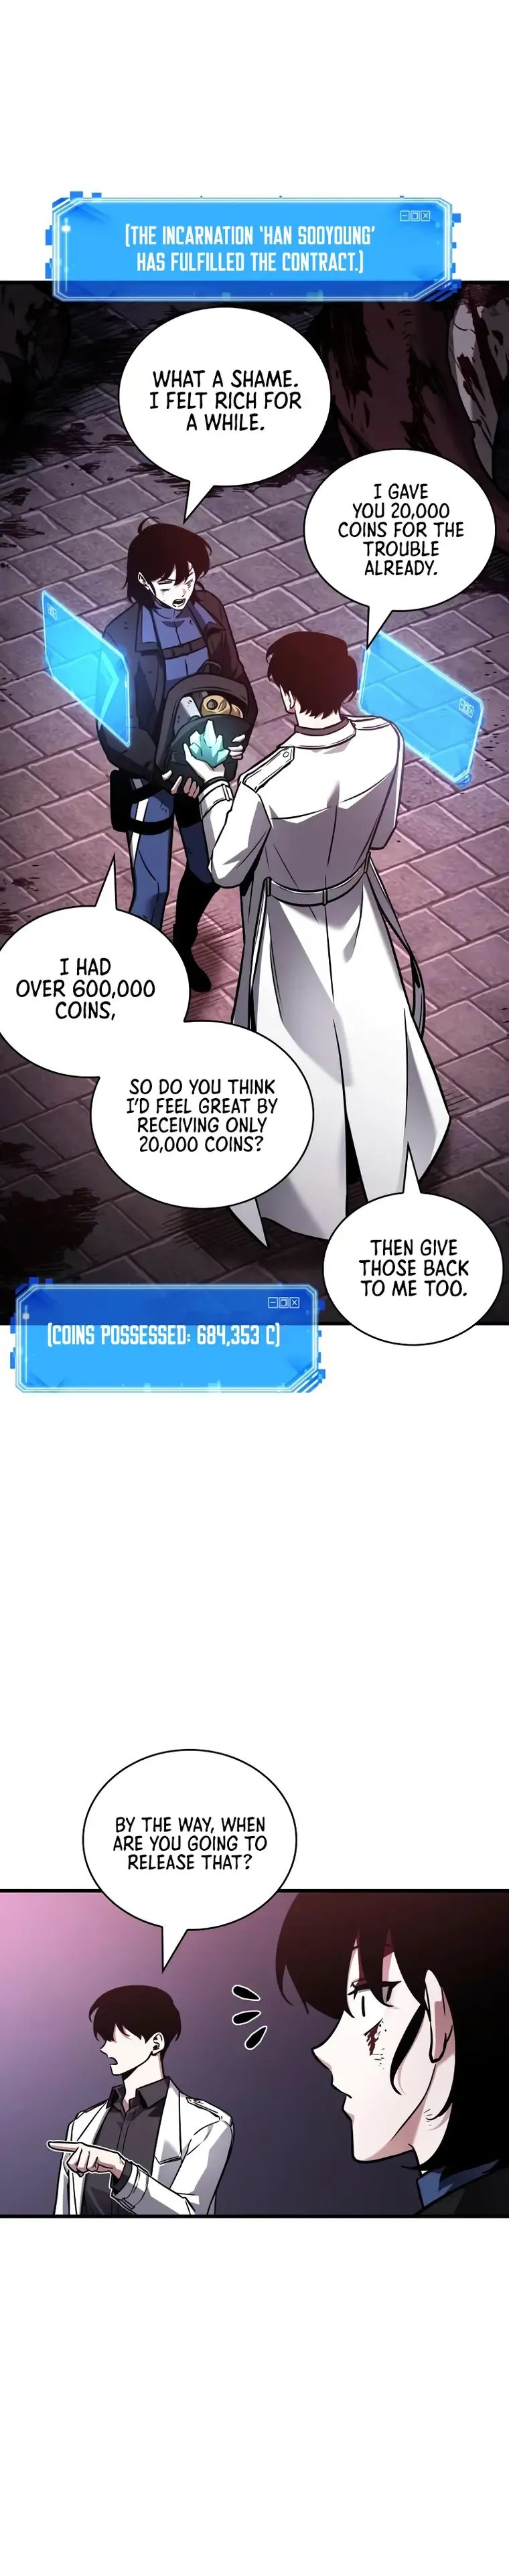 [THE INCARNATION 'HAN SOOYOUNG'
HAS FULFILLED THE CONTRACT.]
WHAT A SHAME.
I FELT RICH FOR
A WHILE.
I GAVE
YOU 20,000
COINS FOR THE
TROUBLE
ALREADY.
I HAD
OVER 600,000
COINS,
SO DO YOU THINK
I'D FEEL GREAT BY
RECEIVING ONLY
20,000 COINS?
THEN GIVE
THOSE BACK
TO ME TOO.
[COINS POSSESSED: 684,353 C]
BY THE WAY, WHEN
ARE YOU GOING TO
RELEASE THAT?